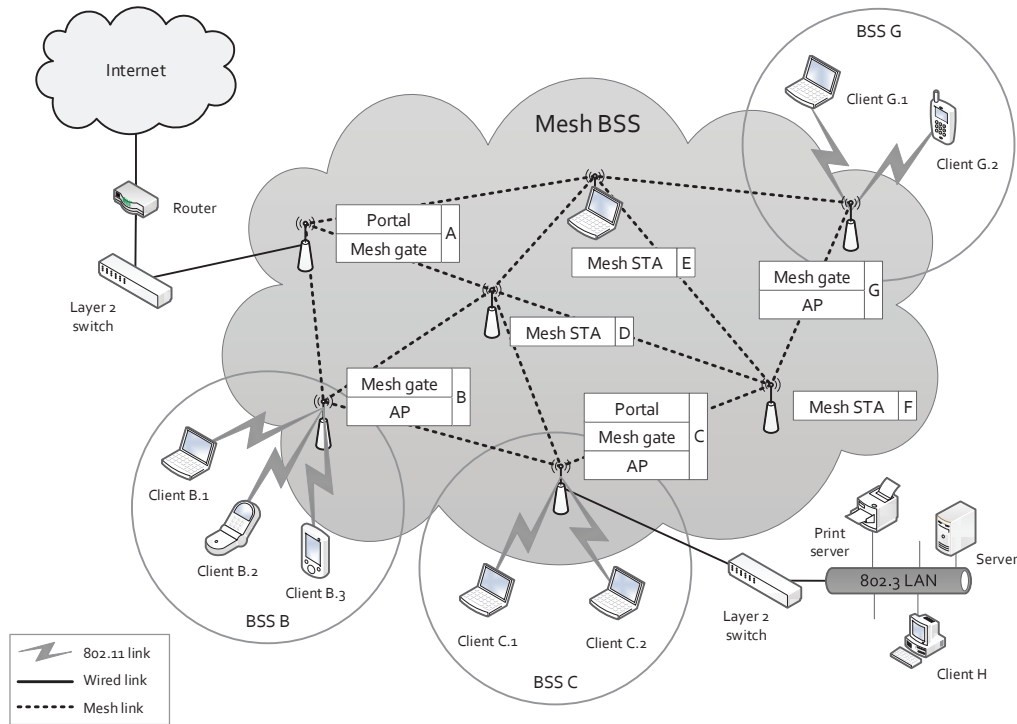 BSS G
Internet
Client G.1
Mesh BSS
Client G.2
Router
Portal
Mesh gate
A
Mesh STA
E
Mesh gate
AP
G
Layer 2
switch
Mesh STA
D
Mesh gate
AP
B
Portal
Mesh gate
AP
C
Mesh STA
F
Client B.1
Print
server
Server
Client B.2
Client B.3
802.3 LAN
BSS B
Client C.1
Client C.2
Layer 2
switch
Client H
BSS C
802.11 link
Wired link
Mesh link